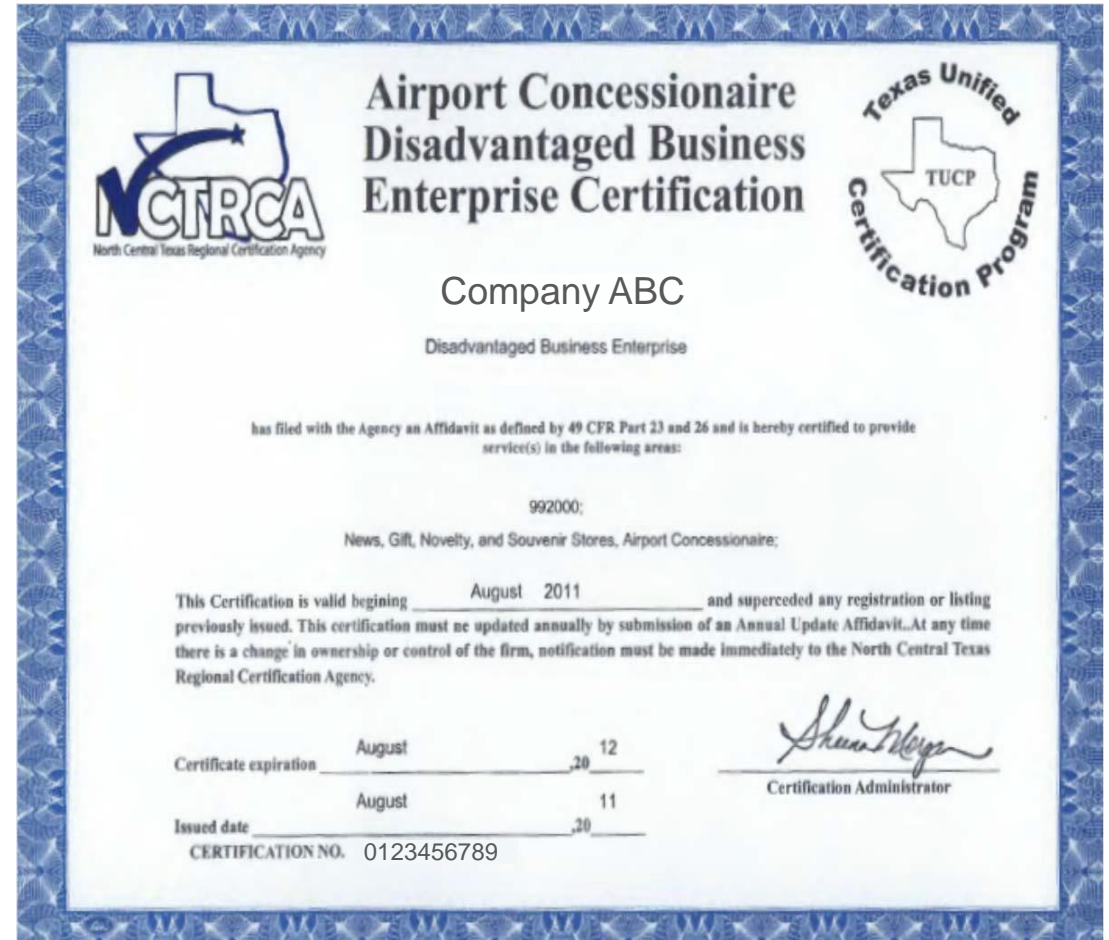 NCTRCA
North Central Texas Regional Certification Agency
Airport Concessionaire
Disadvantaged Business
Enterprise Certification
Texas Unified
Certification Program
TUCP
Company ABC
Disadvantaged Business Enterprise
has filed with the Agency an Affidavit as defined by 49 CFR Part 23 and 26 and is hereby certified to provide
service(s) in the following areas:
992000;
News, Gift, Novelty, and Souvenir Stores, Airport Concessionaire;
This Certification is valid begining August 2011 and superceded any registration or listing
previously issued. This certification must be updated annually by submission of an Annual Update Affidavit..At any time
there is a change in ownership or control of the firm, notification must be made immediately to the North Central Texas
Regional Certification Agency.
Certificate expiration August ,20 12
Certification Administrator
Issued date August ,20 11
CERTIFICATION NO. 0123456789